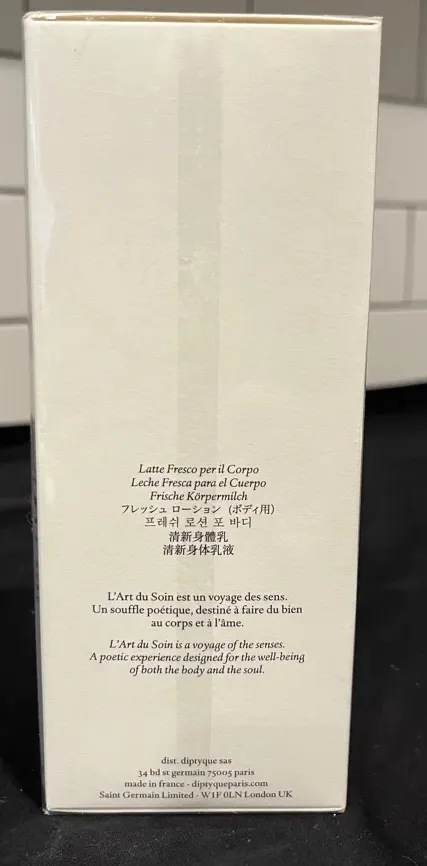 Latte Fresco per il Corpo
Leche Fresca para el Cuerpo
Frische Körpermilch
フレッシュ ローション (ボディ用)
프레쉬 로션 포 바디
清新身體乳
清新身体乳液
L'Art du Soin est un voyage des sens.
Un souffle poétique, destiné à faire du bien
au corps et à l'âme.
L'Art du Soin is a voyage of the senses.
A poetic experience designed for the well-being
of both the body and the soul.
dist. diptyque sas
34 bd st germain 75005 paris
made in france - diptyqueparis.com
Saint Germain Limited - W1F 0LN London UK